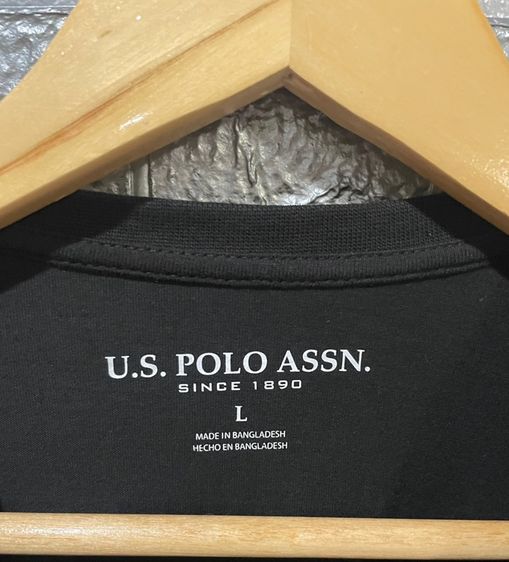 U.S. POLO ASSN.
SINCE 1890
L
MADE IN BANGLADESH
HECHO EN BANGLADESH